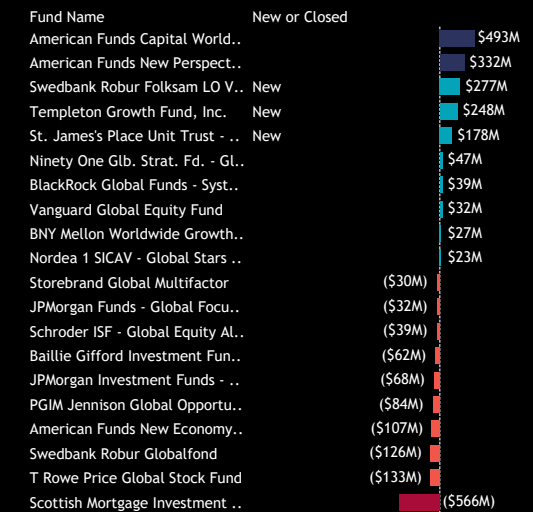 Fund Name New or Closed
American Funds Capital World.. $493M
American Funds New Perspect.. $332M
Swedbank Robur Folksam LO V.. New $277M
Templeton Growth Fund, Inc. New $248M
St. James's Place Unit Trust - .. New $178M
Ninety One Glb. Strat. Fd. - Gl.. $47M
BlackRock Global Funds - Syst.. $39M
Vanguard Global Equity Fund $32M
BNY Mellon Worldwide Growth.. $27M
Nordea 1 SICAV - Global Stars .. $23M
Storebrand Global Multifactor ($30M)
JPMorgan Funds - Global Focu.. ($32M)
Schroder ISF - Global Equity Al.. ($39M)
Baillie Gifford Investment Fun.. ($62M)
JPMorgan Investment Funds - .. ($68M)
PGIM Jennison Global Opportu.. ($84M)
American Funds New Economy.. ($107M)
Swedbank Robur Globalfond ($126M)
T Rowe Price Global Stock Fund ($133M)
Scottish Mortgage Investment .. ($566M)